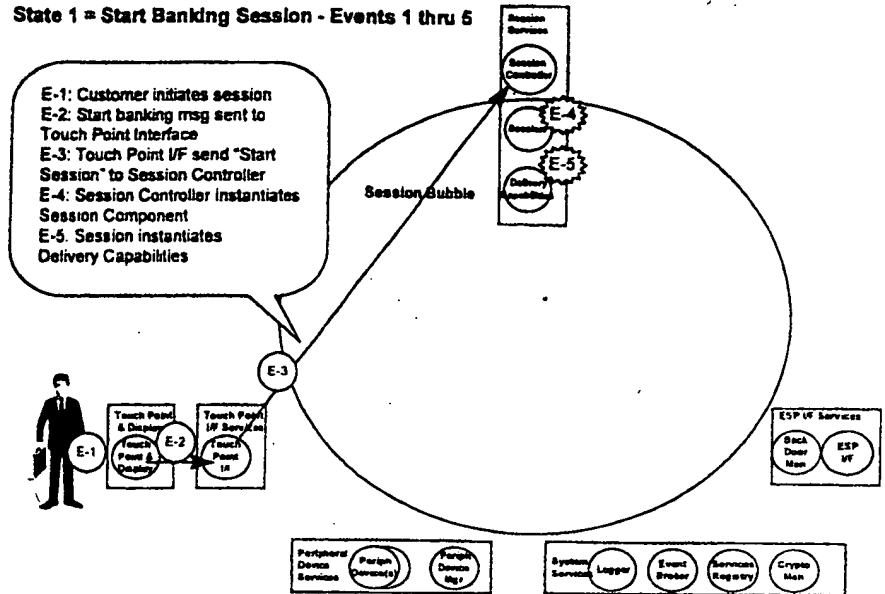 State 1 = Start Banking Session - Events 1 thru 5
E-1: Customer initiates session
E-2: Start banking msg sent to
Touch Point Interface
E-3: Touch Point I/F send "Start
Session" to Session Controller
E-4: Session Controller instantiates
Session Component
E-5. Session instantiates
Delivery Capabilities
Session
Services
Session
Controller
Session
E-4
E-5
Delivery
Session Bubble
E-3
E-1
Touch Point
& Display
Touch
Point &
Display
E-2
Touch Point
I/F Services
Touch
Point
I/F
ESP I/F Services
Back
Door
Man
ESP
I/F
Peripheral
Device
Services
Periph
Device(s)
Periph
Device
Mgr
System
Services
Logger
Event
Broker
Services
Registry
Crypto
Man